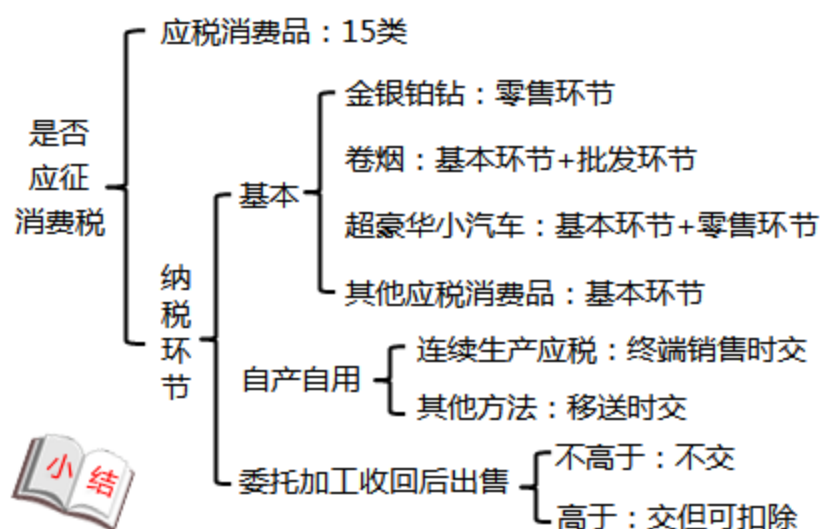 应税消费品：15类
是否
应征
消费税
金银铂钻：零售环节
卷烟：基本环节+批发环节
基本
超豪华小汽车：基本环节+零售环节
其他应税消费品：基本环节
纳
税
环
节
自产自用
连续生产应税：终端销售时交
其他方法：移送时交
委托加工收回后出售
不高于：不交
高于：交但可扣除
小结